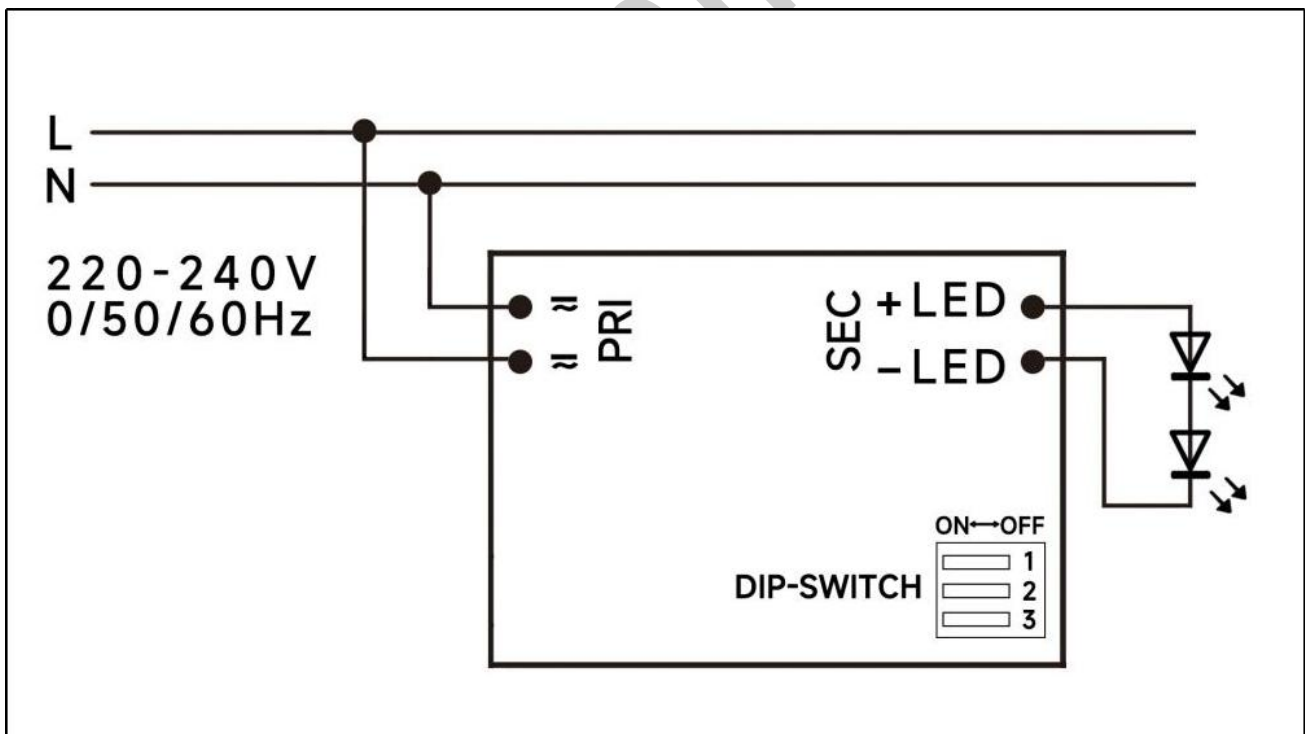 L
N
220-240V
0/50/60Hz
PRI
SEC
+LED
-LED
ON↔OFF
DIP-SWITCH
1
2
3